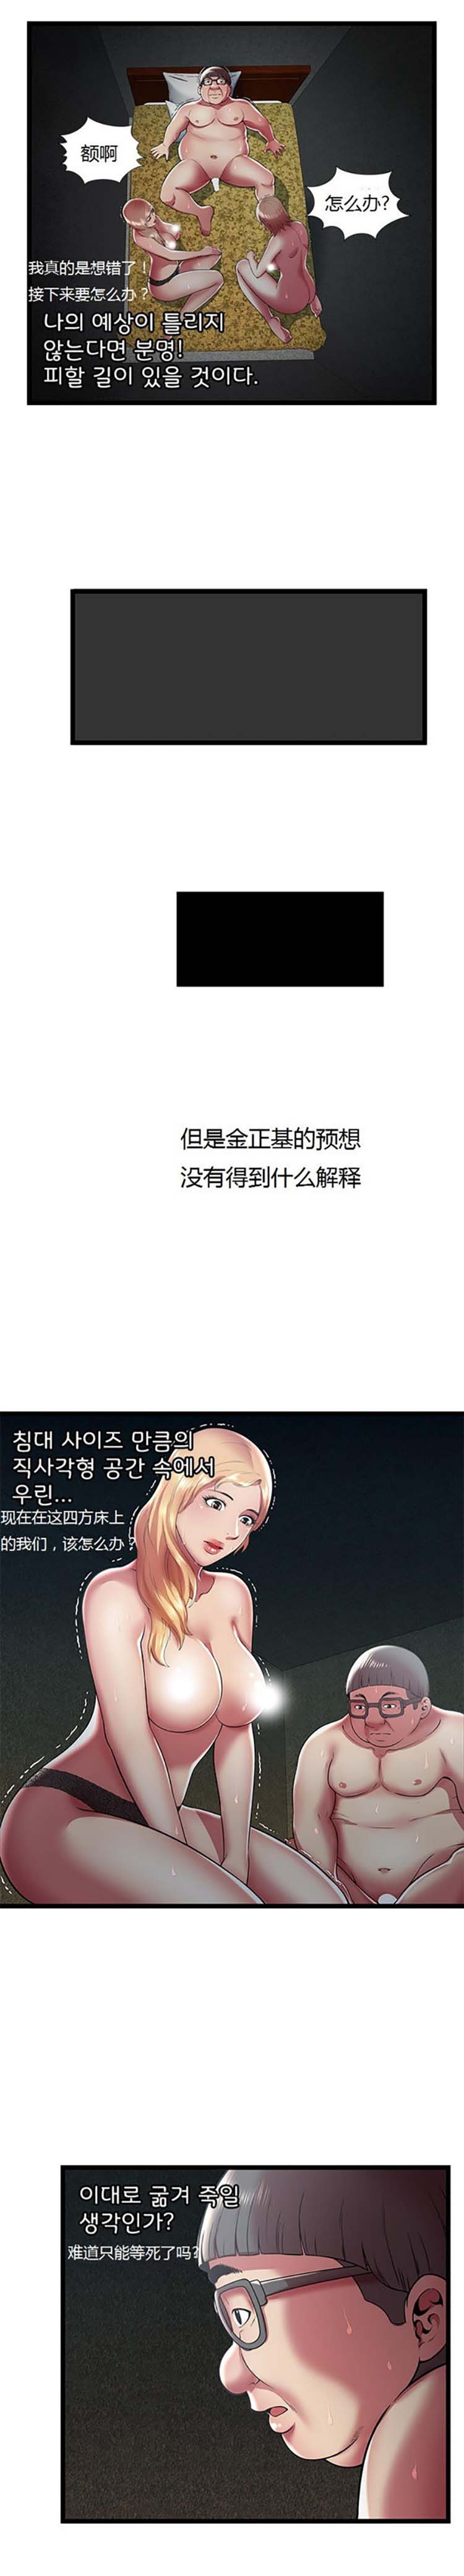 额啊
怎么办?
我真的是想错了！
接下来要怎么办？
나의 예상이 틀리지
않는다면 분명!
피할 길이 있을 것이다.
但是金正基的预想
没有得到什么解释
침대 사이즈 만큼의
직사각형 공간 속에서
우린...
现在在这四方床上
的我们，该怎么办？
이대로 굶겨 죽일
생각인가?
难道只能等死了吗？